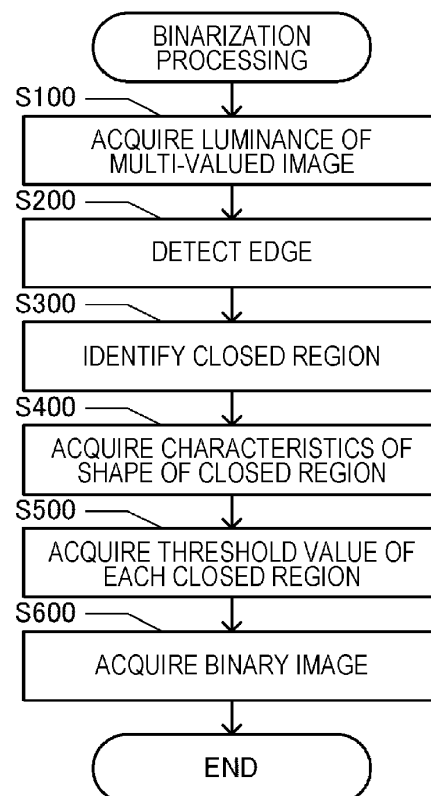 BINARIZATION
PROCESSING
S100
ACQUIRE LUMINANCE OF
MULTI-VALUED IMAGE
S200
DETECT EDGE
S300
IDENTIFY CLOSED REGION
S400
ACQUIRE CHARACTERISTICS OF
SHAPE OF CLOSED REGION
S500
ACQUIRE THRESHOLD VALUE OF
EACH CLOSED REGION
S600
ACQUIRE BINARY IMAGE
END